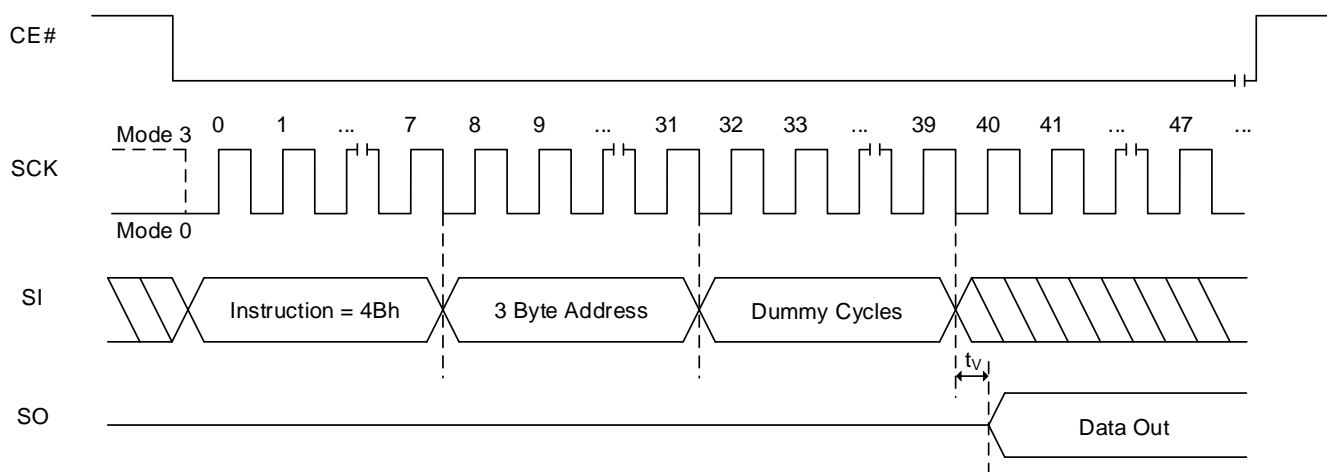 CE#
Mode 3
0 1 ... 7 8 9 ... 31 32 33 ... 39 40 41 ... 47 ...
SCK
Mode 0
SI
Instruction = 4Bh
3 Byte Address
Dummy Cycles
tV
SO
Data Out